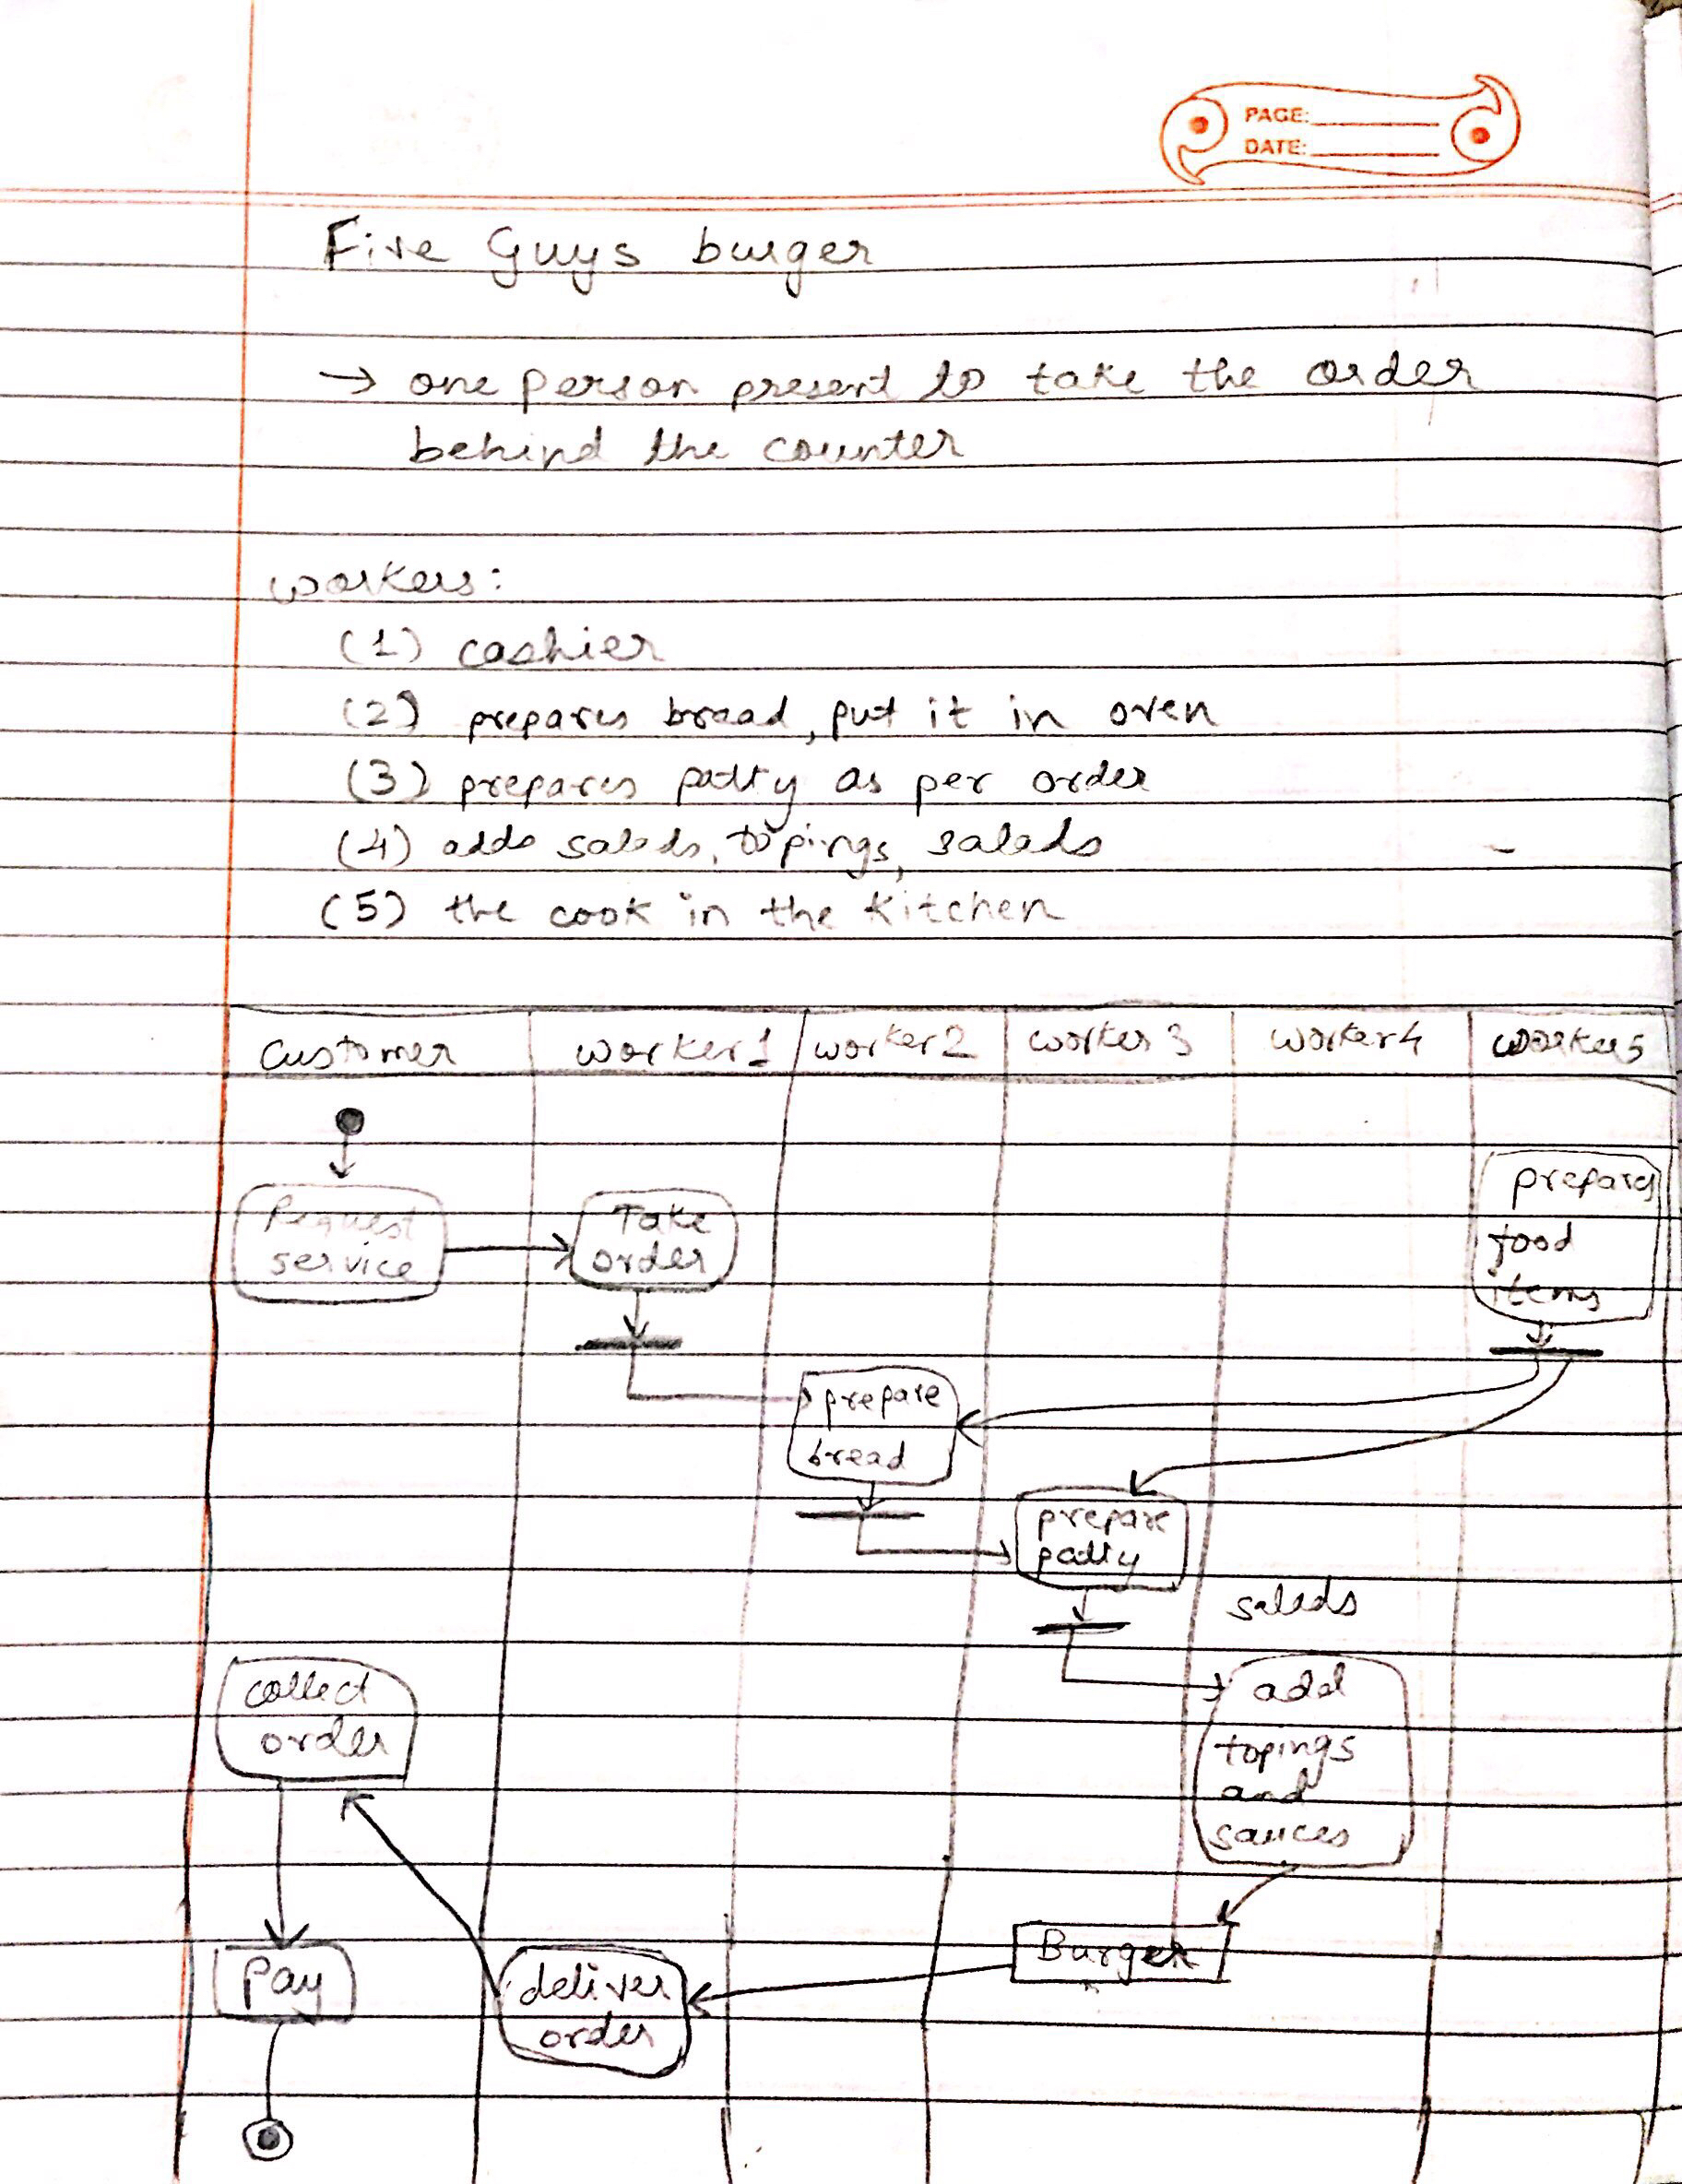 PAGE:
DATE:
Five Guys burger
→ one person present to take the order
behind the counter
workers:
(1) cashier
(2) prepares bread, put it in oven
(3) prepares patty as per order
(4) adds salads, topings, salads
(5) the cook in the kitchen
customer worker1 worker2 worker3 worker4 worker5
Request
service
Take
order
prepares
food
items
prepare
bread
prepare
patty
salads
add
topings
and
sauces
collect
order
Burger
Pay
deliver
order